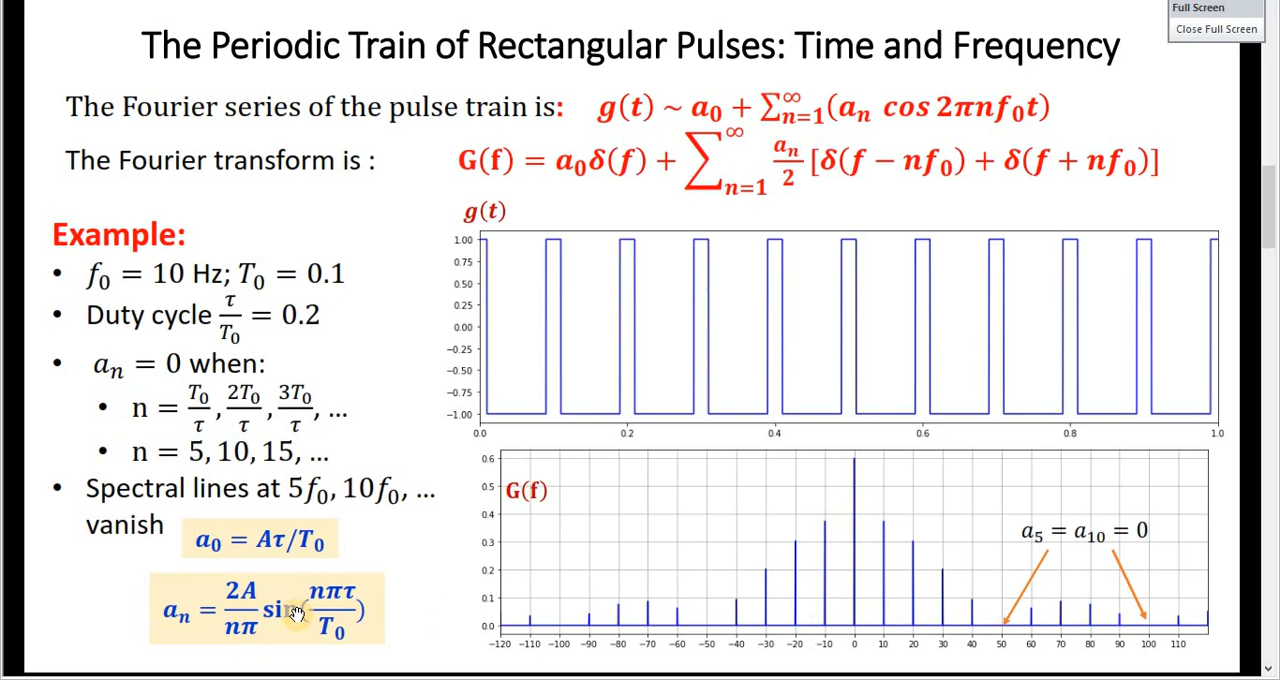 Full Screen
Close Full Screen
The Periodic Train of Rectangular Pulses: Time and Frequency
The Fourier series of the pulse train is: g(t) ~ a₀ + ∑ₙ₌₁^∞(aₙ cos 2πnf₀t)
The Fourier transform is : G(f) = a₀δ(f) + ∑ₙ₌₁^∞ aₙ/2 [δ(f − nf₀) + δ(f + nf₀)]
g(t)
Example:
• f₀ = 10 Hz; T₀ = 0.1
• Duty cycle τ/T₀ = 0.2
• aₙ = 0 when:
• n = T₀/τ, 2T₀/τ, 3T₀/τ, …
• n = 5, 10, 15, …
• Spectral lines at 5f₀, 10f₀, …
vanish
a₀ = Aτ/T₀
aₙ = 2A/nπ sin(nπτ/T₀)
1.00
0.75
0.50
0.25
0.00
−0.25
−0.50
−0.75
−1.00
0.0 0.2 0.4 0.6 0.8 1.0
G(f)
a₅ = a₁₀ = 0
0.6
0.5
0.4
0.3
0.2
0.1
0.0
−120 −110 −100 −90 −80 −70 −60 −50 −40 −30 −20 −10 0 10 20 30 40 50 60 70 80 90 100 110